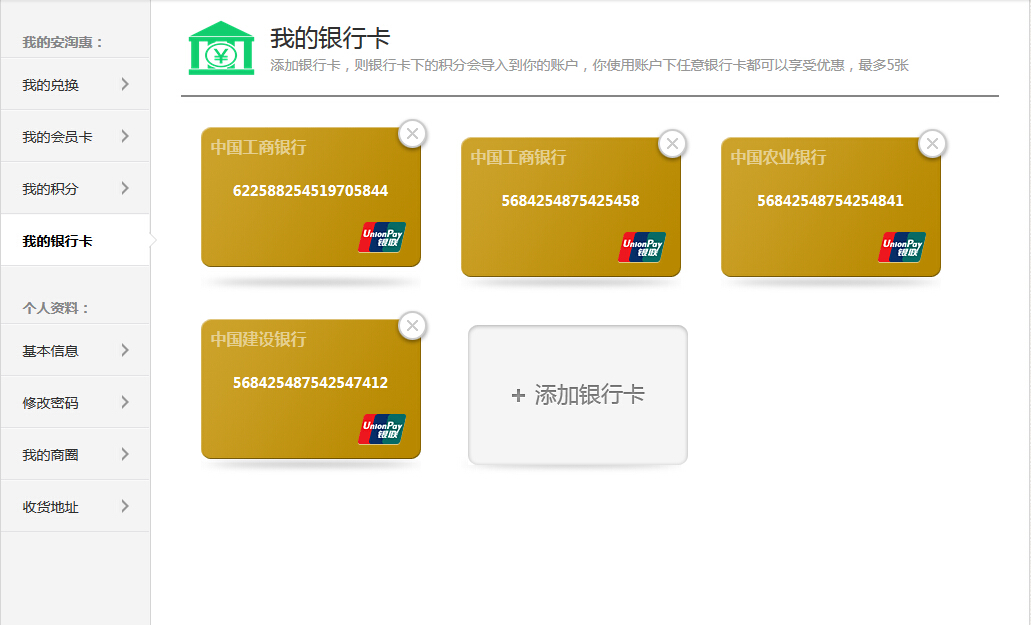 我的安淘惠：
我的兑换
我的会员卡
我的积分
我的银行卡
个人资料：
基本信息
修改密码
我的商圈
收货地址
我的银行卡
添加银行卡，则银行卡下的积分会导入到你的账户，你使用账户下任意银行卡都可以享受优惠，最多5张
中国工商银行
622588254519705844
UnionPay
银联
中国工商银行
5684254875425458
UnionPay
银联
中国农业银行
56842548754254841
UnionPay
银联
中国建设银行
568425487542547412
UnionPay
银联
+ 添加银行卡